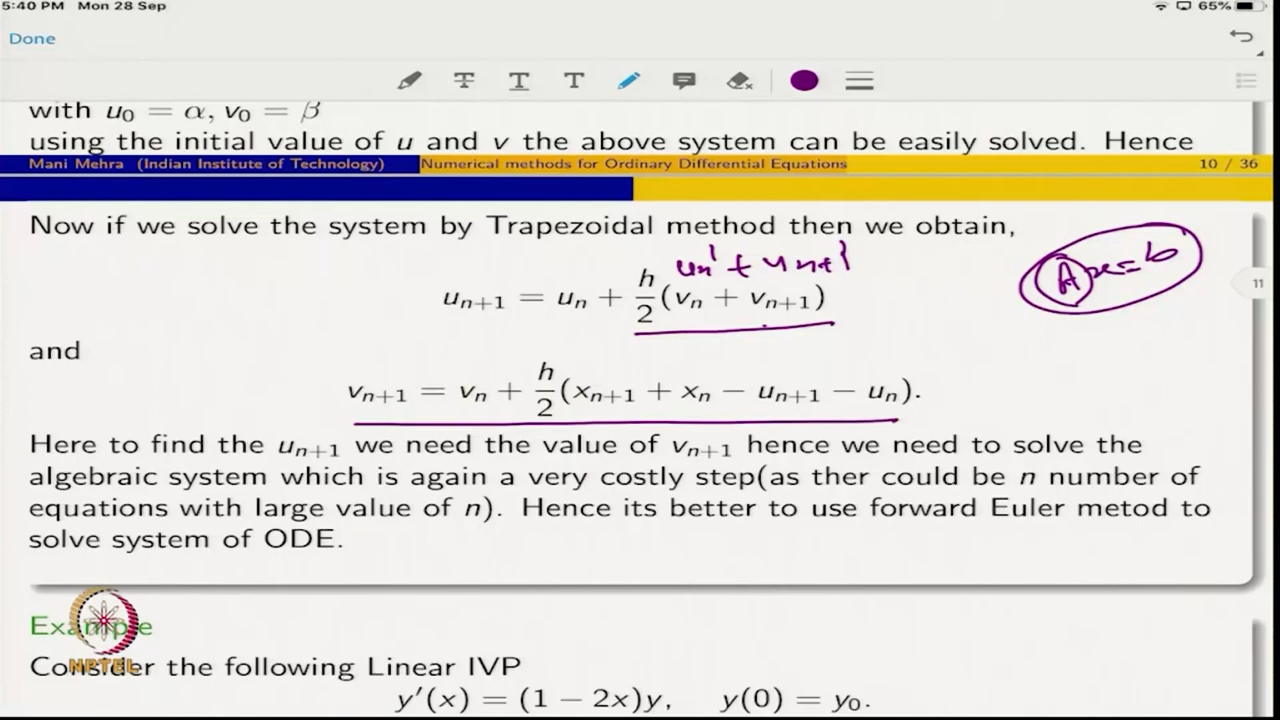 5:40 PM Mon 28 Sep
65%
Done
with u₀ = α, v₀ = β
using the initial value of u and v the above system can be easily solved. Hence
Mani Mehra (Indian Institute of Technology) Numerical methods for Ordinary Differential Equations 10 / 36
Now if we solve the system by Trapezoidal method then we obtain,
uₙ' + uₙ₊₁'
uₙ₊₁ = uₙ + h/2 (vₙ + vₙ₊₁)
Ax = b
11
and
vₙ₊₁ = vₙ + h/2 (xₙ₊₁ + xₙ − uₙ₊₁ − uₙ).
Here to find the uₙ₊₁ we need the value of vₙ₊₁ hence we need to solve the
algebraic system which is again a very costly step(as ther could be n number of
equations with large value of n). Hence its better to use forward Euler metod to
solve system of ODE.
Example
NPTEL
Consider the following Linear IVP
y′(x) = (1 − 2x)y, y(0) = y₀.